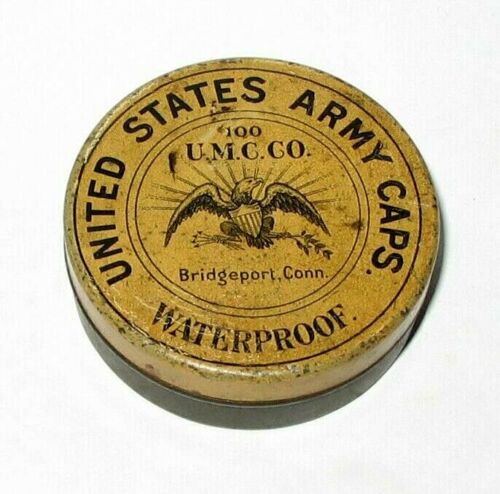 UNITED STATES ARMY CAPS.
100
U.M.C.CO.
Bridgeport, Conn.
WATERPROOF.